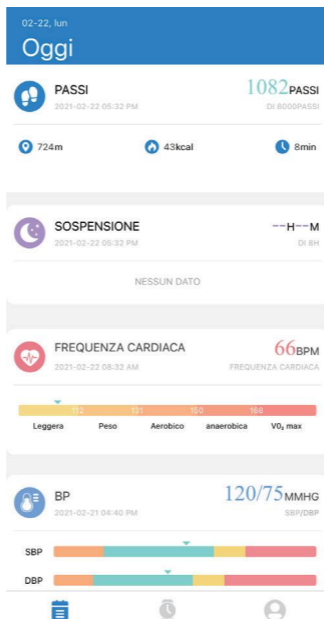 02-22, lun
Oggi
PASSI
1082PASSI
2021-02-22 05:32 PM
DI 8000PASSI
724m
43kcal
8min
SOSPENSIONE
--H--M
2021-02-22 05:32 PM
DI 8H
NESSUN DATO
FREQUENZA CARDIACA
66BPM
2021-02-22 08:32 AM
FREQUENZA CARDIACA
112 131 150 168
Leggera Peso Aerobico anaerobica VO₂ max
BP
120/75MMHG
2021-02-21 04:40 PM
SBP/DBP
SBP
DBP